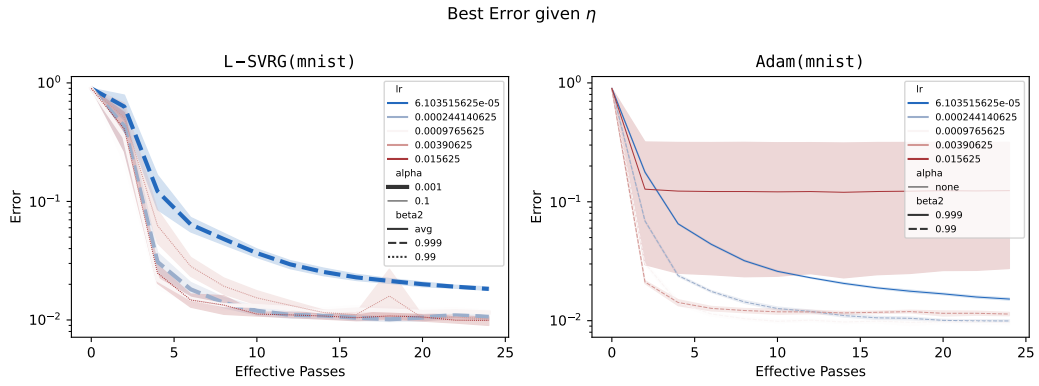 Best Error given η
L−SVRG(mnist)
Error
10⁰
10⁻¹
10⁻²
lr
6.103515625e-05
0.000244140625
0.0009765625
0.00390625
0.015625
alpha
0.001
0.1
beta2
avg
0.999
0.99
0 5 10 15 20 25
Effective Passes
Adam(mnist)
Error
10⁰
10⁻¹
10⁻²
lr
6.103515625e-05
0.000244140625
0.0009765625
0.00390625
0.015625
alpha
none
beta2
0.999
0.99
0 5 10 15 20 25
Effective Passes